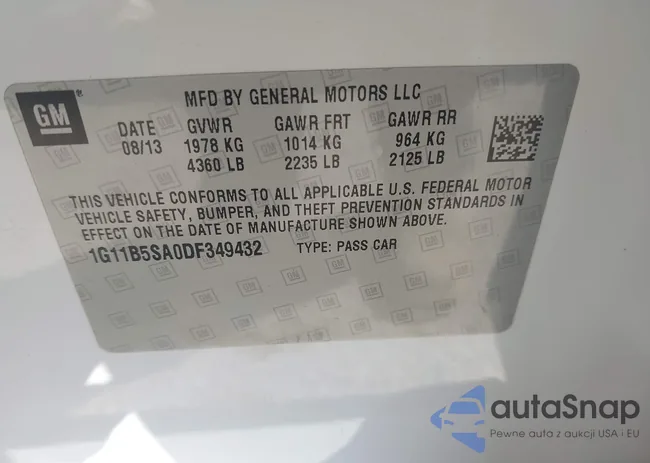 GM
MFD BY GENERAL MOTORS LLC
DATE GVWR GAWR FRT GAWR RR
08/13 1978 KG 1014 KG 964 KG
4360 LB 2235 LB 2125 LB
THIS VEHICLE CONFORMS TO ALL APPLICABLE U.S. FEDERAL MOTOR
VEHICLE SAFETY, BUMPER, AND THEFT PREVENTION STANDARDS IN
EFFECT ON THE DATE OF MANUFACTURE SHOWN ABOVE.
1G11B5SA0DF349432 TYPE: PASS CAR
autaSnap
Pewne auta z aukcji USA i EU